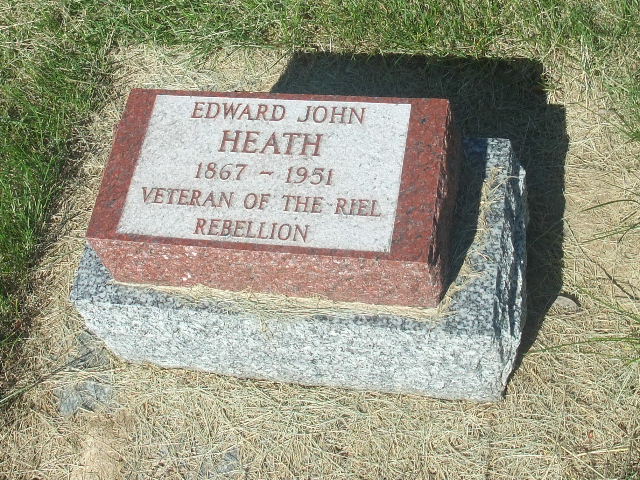 EDWARD JOHN
HEATH
1867 ~ 1951
VETERAN OF THE RIEL
REBELLION